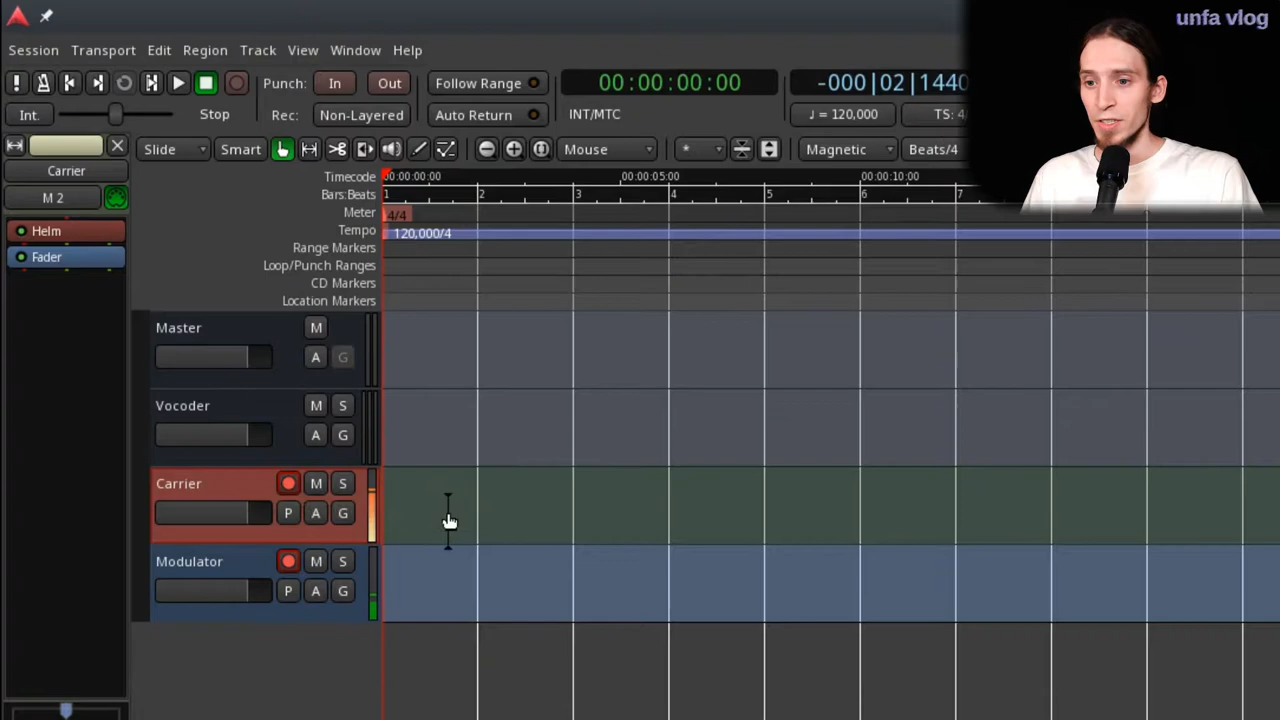 unfa vlog
Session Transport Edit Region Track View Window Help
Punch: In Out Follow Range 00:00:00:00 -000|02|1440
Int. Stop Rec: Non-Layered Auto Return INT/MTC ♩ = 120,000 TS: 4/
Slide Smart Mouse * Magnetic Beats/4
Carrier
M 2
Helm
Fader
Timecode 00:00:00:00 00:00:05:00 00:00:10:00
Bars:Beats 1 2 3 4 5 6 7
Meter 4/4
Tempo 120,000/4
Range Markers
Loop/Punch Ranges
CD Markers
Location Markers
Master M
A G
Vocoder M S
A G
Carrier M S
P A G
Modulator M S
P A G